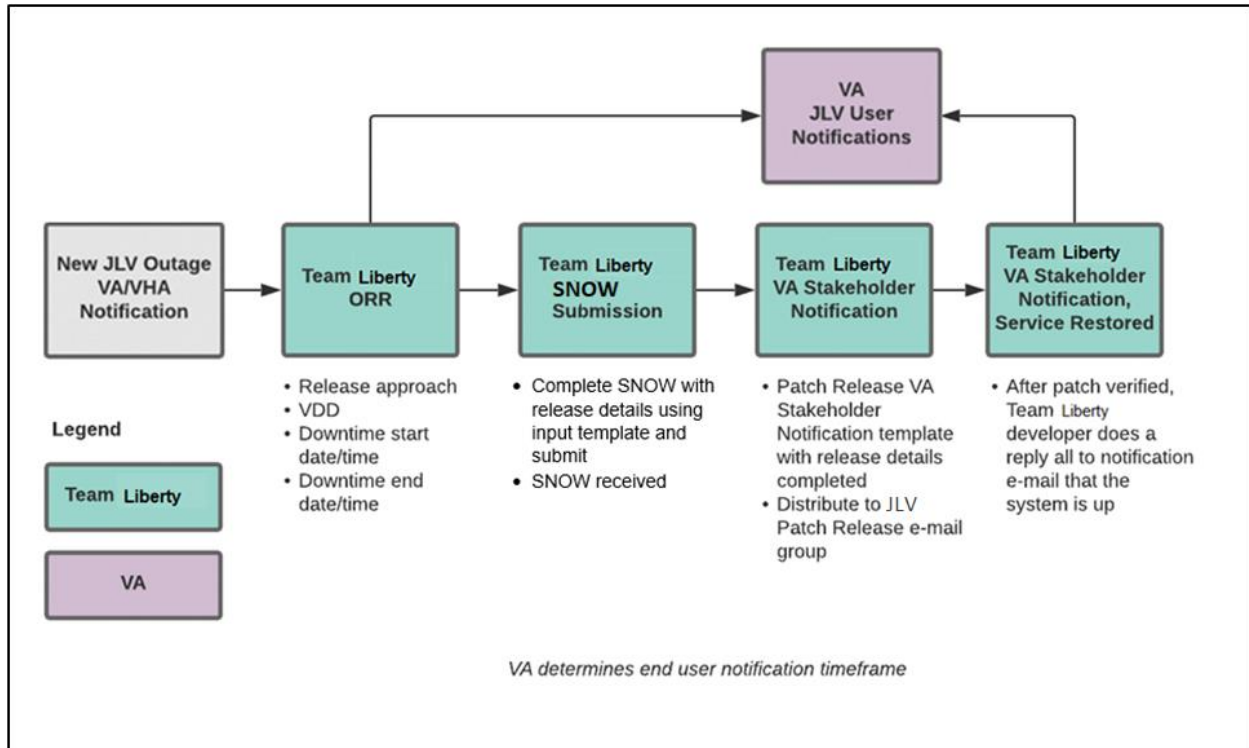 VA
JLV User
Notifications
New JLV Outage
VA/VHA
Notification
Team Liberty
ORR
Team Liberty
SNOW
Submission
Team Liberty
VA Stakeholder
Notification
Team Liberty
VA Stakeholder
Notification,
Service Restored
• Release approach
• VDD
• Downtime start
date/time
• Downtime end
date/time
• Complete SNOW with
release details using
input template and
submit
• SNOW received
• Patch Release VA
Stakeholder
Notification template
with release details
completed
• Distribute to JLV
Patch Release e-mail
group
• After patch verified,
Team Liberty
developer does a
reply all to notification
e-mail that the
system is up
Legend
Team Liberty
VA
VA determines end user notification timeframe